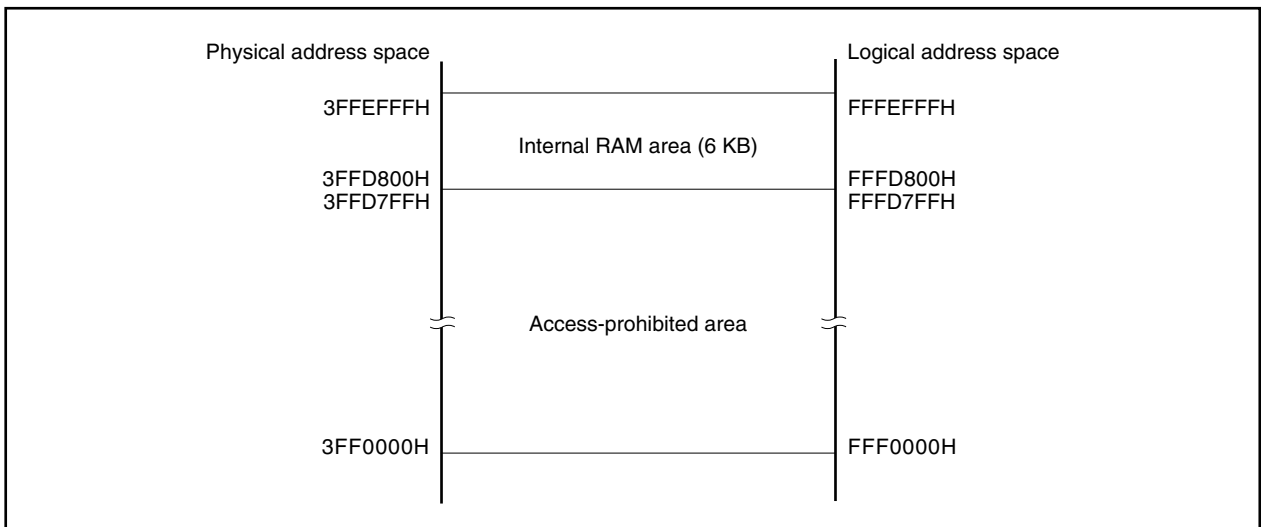 Physical address space
Logical address space
3FFEFFFH
FFFEFFFH
Internal RAM area (6 KB)
3FFD800H
FFFD800H
3FFD7FFH
FFFD7FFH
Access-prohibited area
3FF0000H
FFF0000H